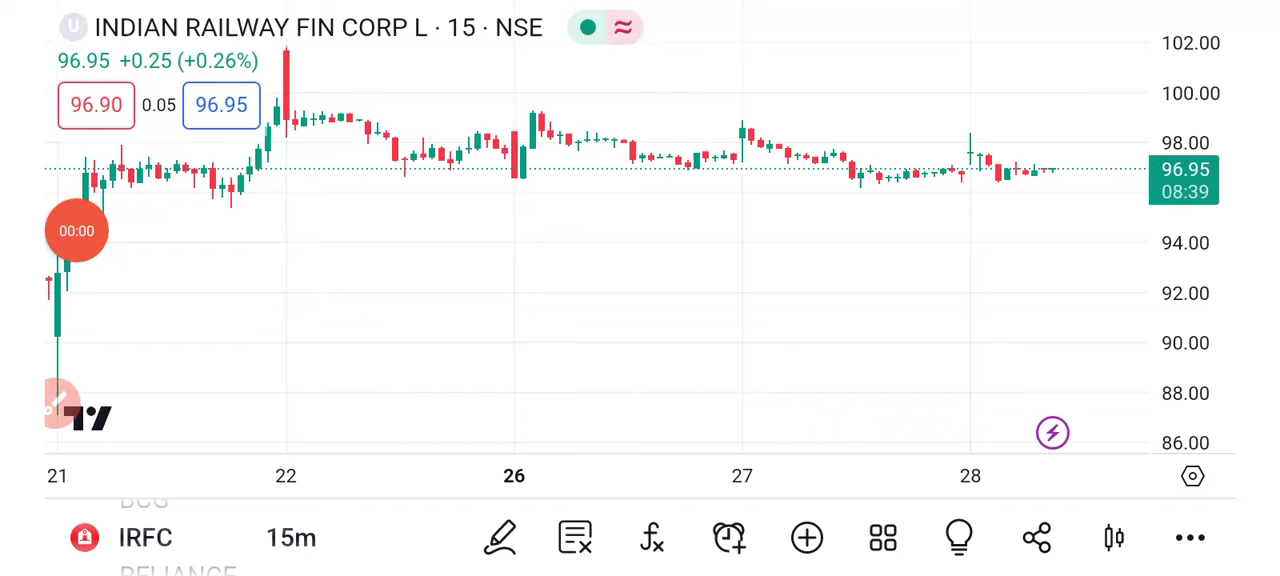 U INDIAN RAILWAY FIN CORP L · 15 · NSE
96.95 +0.25 (+0.26%)
96.90 0.05 96.95
102.00
100.00
98.00
96.95
08:39
94.00
92.00
90.00
88.00
86.00
00:00
21 22 26 27 28
BCG
IRFC 15m
RELIANCE